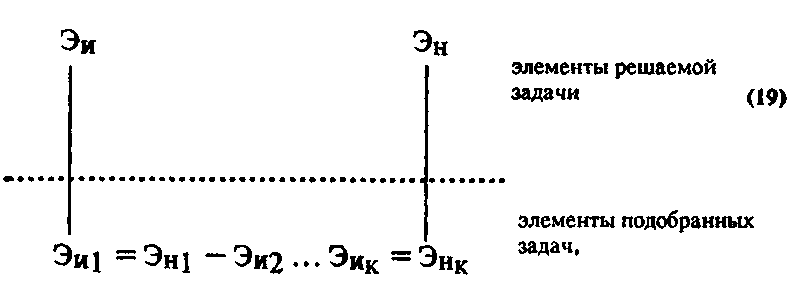 Эи Эн
элементы решаемой
задачи (19)
элементы подобранных
задач,
Эи1 = Эн1 − Эи2 ... Эик = Энк